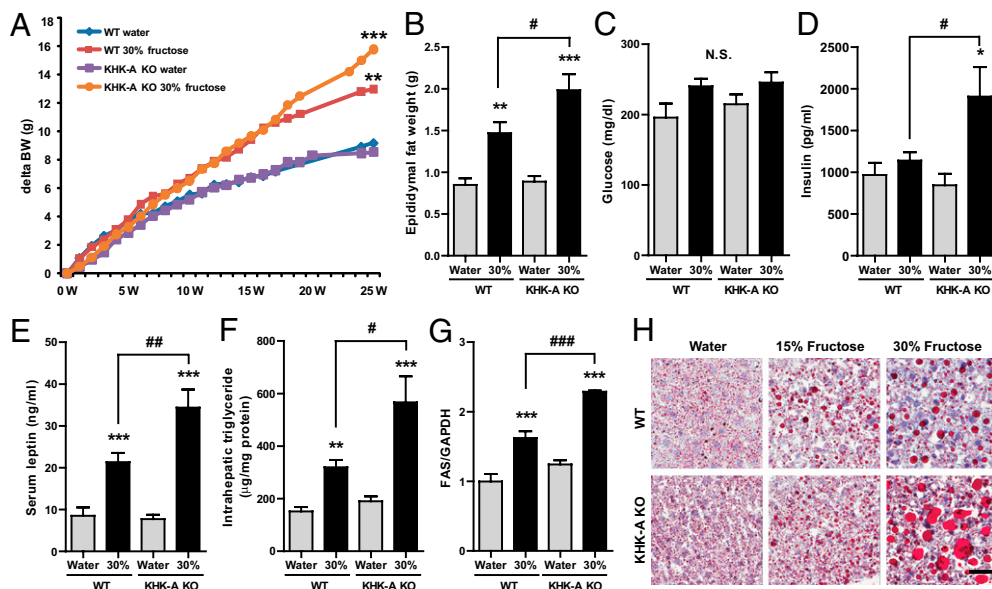 A
delta BW (g)
18
16
14
12
10
8
6
4
2
0
0 W
5 W
10 W
15 W
20 W
25 W
WT water
WT 30% fructose
KHK-A KO water
KHK-A KO 30% fructose
***
**
B
Epididymal fat weight (g)
2.5
2.0
1.5
1.0
0.5
0.0
#
**
***
Water 30% Water 30%
WT KHK-A KO
C
Glucose (mg/dl)
300
200
100
0
N.S.
Water 30% Water 30%
WT KHK-A KO
D
Insulin (pg/ml)
2500
2000
1500
1000
500
0
#
*
Water 30% Water 30%
WT KHK-A KO
E
Serum leptin (ng/ml)
50
40
30
20
10
0
##
***
***
Water 30% Water 30%
WT KHK-A KO
F
Intrahepatic triglyceride
(µg/mg protein)
800
600
400
200
0
#
**
***
Water 30% Water 30%
WT KHK-A KO
G
FAS/GAPDH
3
2
1
0
###
***
***
Water 30% Water 30%
WT KHK-A KO
H
Water 15% Fructose 30% Fructose
WT
KHK-A KO